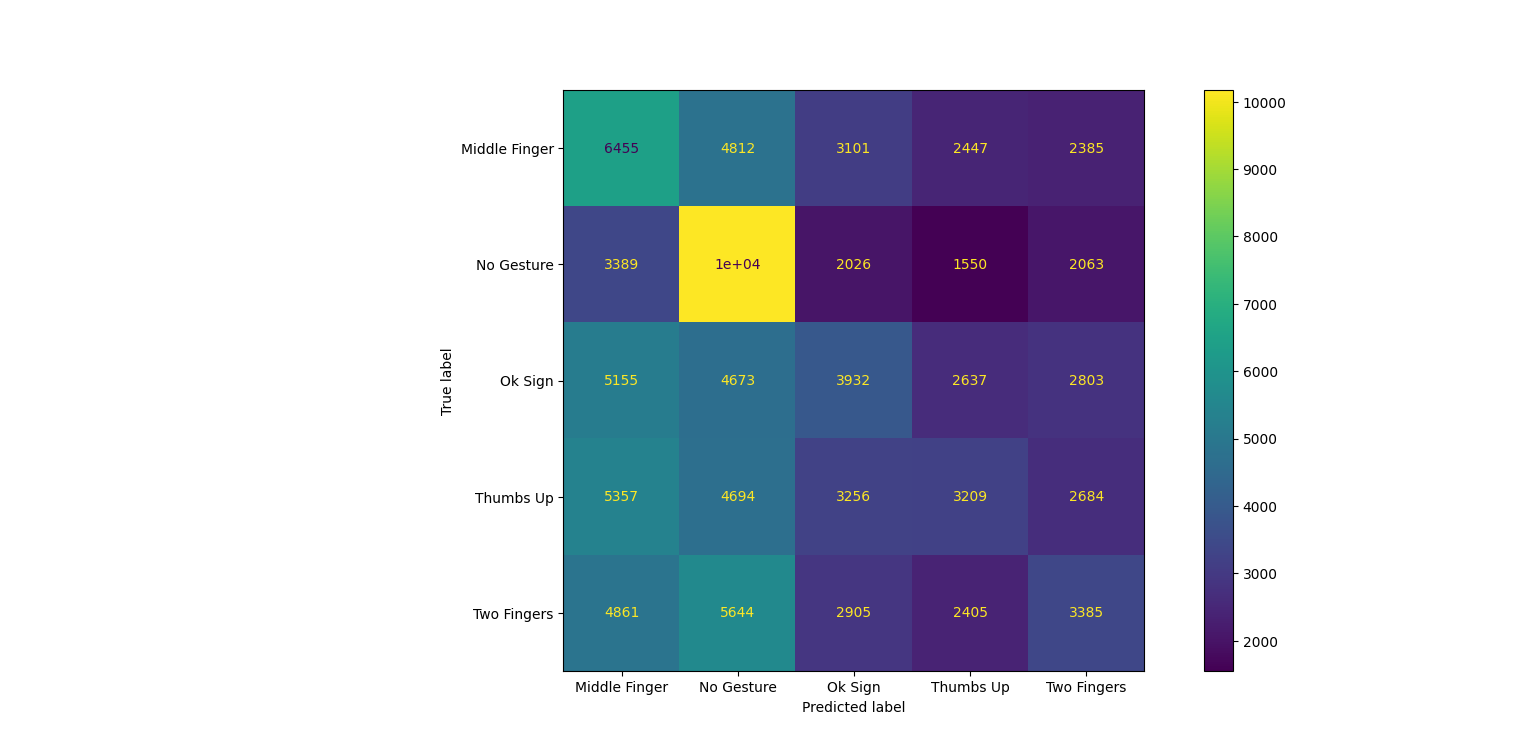 10000
Middle Finger 6455 4812 3101 2447 2385
9000
8000
No Gesture 3389 1e+04 2026 1550 2063
7000
6000
True label
Ok Sign 5155 4673 3932 2637 2803
5000
4000
Thumbs Up 5357 4694 3256 3209 2684
3000
Two Fingers 4861 5644 2905 2405 3385
2000
Middle Finger No Gesture Ok Sign Thumbs Up Two Fingers
Predicted label